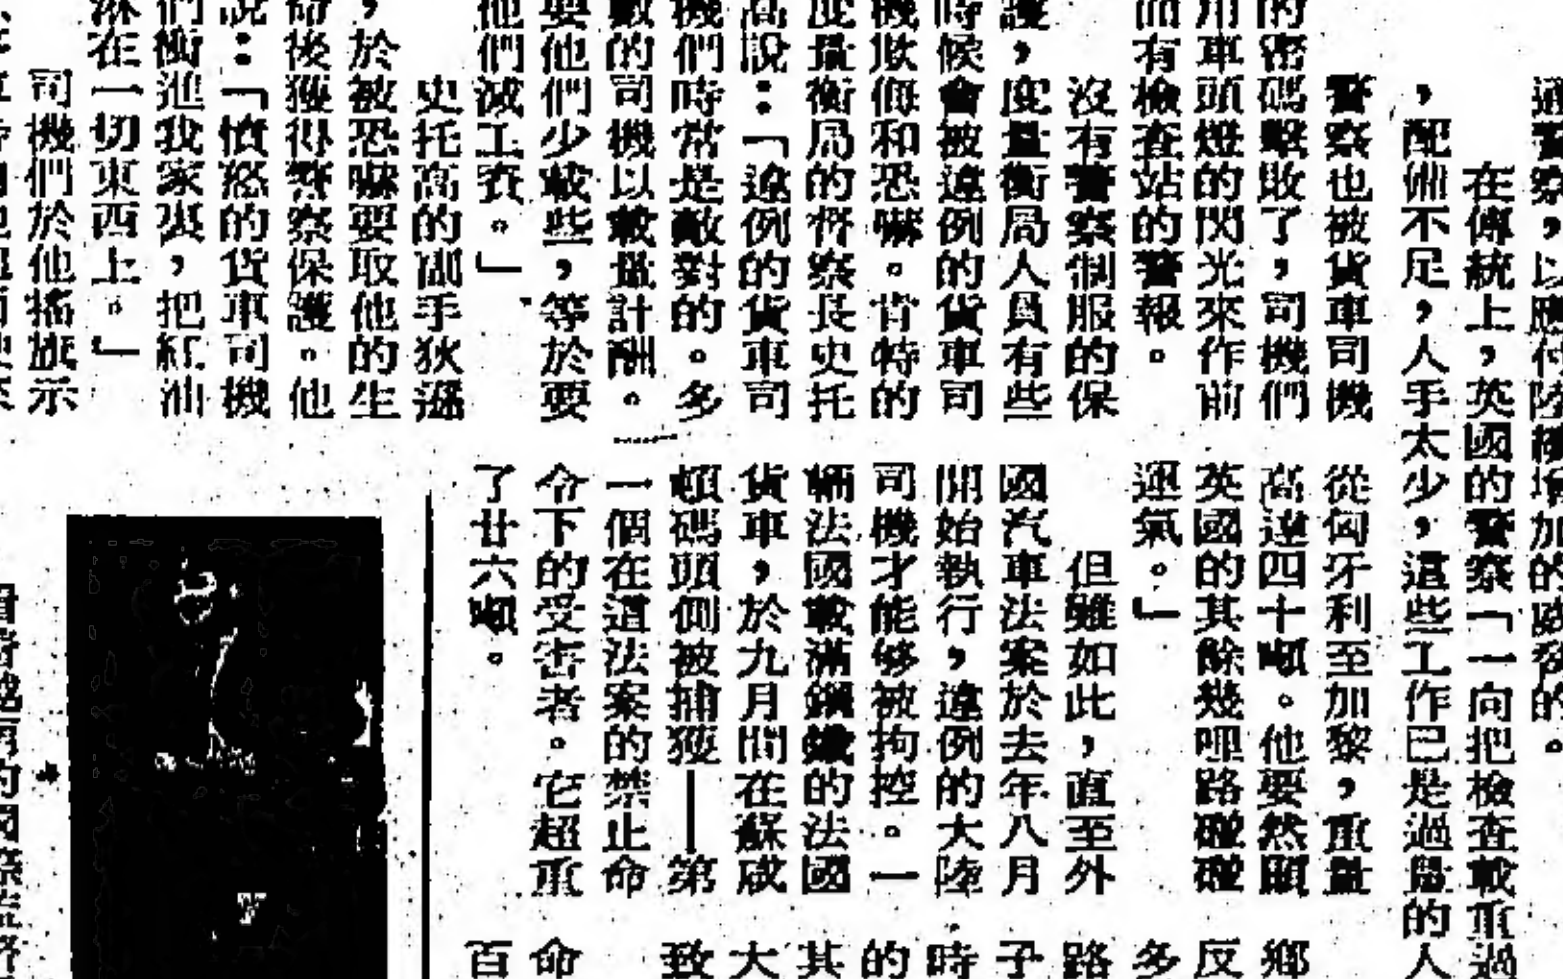 通警察，以應付陸續增加的
在傳統上，英國的警察「一向把檢查載重過
，配備不足，人手太少，這些工作已是過量的人
警察也被貨車司機
的密碼擊敗了，司機們
用車頭燈的閃光來作前
面有檢查站的警報。
沒有警察制服的保
護，度量衡局人員有些
時候會被違例的貨車司
機欺侮和恐嚇。肯特的
度量衡局的督察長史托
高說：「違例的貨車司
機們時常是敵對的。多
數的司機以載量計酬。
要他們少載些，等於要
他們減工資。」
史托高的副手狄遜
，於被恐嚇要取他的生
命後獲得警察保護。他
說：「憤怒的貨車司機
們衝進我家裏，把紅油
淋在一切東西上。」
司機們於他搖旗示
從匈牙利至加黎，重量
高達四十噸。他要然顧
英國的其餘幾哩路碰碰
運氣。」
但雖如此，直至外
國汽車法案於去年八月
開始執行，違例的大陸
司機才能够被拘控。一
輛法國載滿鋼鐵的法國
貨車，於九月間在蘇咸
頓碼頭側被捕獲——第
一個在這法案的禁止命
令下的受害者。它超重
了廿六噸。
鄉
反
多
路
子
時
的
其
大
致
命
百